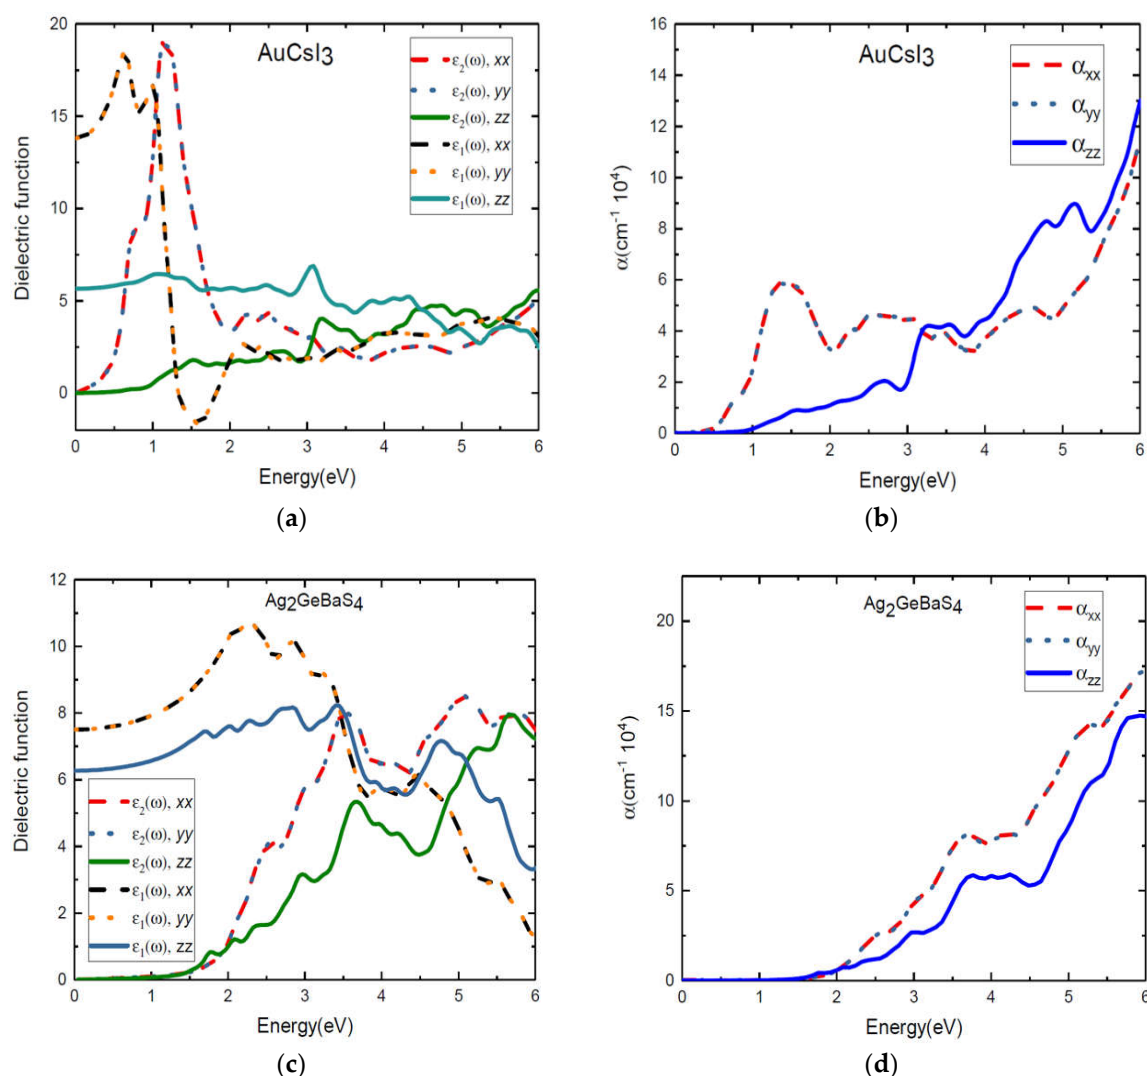 AuCsI3
ε2(ω), xx
ε2(ω), yy
ε2(ω), zz
ε1(ω), xx
ε1(ω), yy
ε1(ω), zz
Dielectric function
20
15
10
5
0
0 1 2 3 4 5 6
Energy(eV)
(a)
AuCsI3
αxx
αyy
αzz
α(cm-1 104)
16
14
12
10
8
6
4
2
0
0 1 2 3 4 5 6
Energy(eV)
(b)
Ag2GeBaS4
ε2(ω), xx
ε2(ω), yy
ε2(ω), zz
ε1(ω), xx
ε1(ω), yy
ε1(ω), zz
Dielectric function
12
10
8
6
4
2
0
0 1 2 3 4 5 6
Energy(eV)
(c)
Ag2GeBaS4
αxx
αyy
αzz
α(cm-1 104)
20
15
10
5
0
0 1 2 3 4 5 6
Energy(eV)
(d)